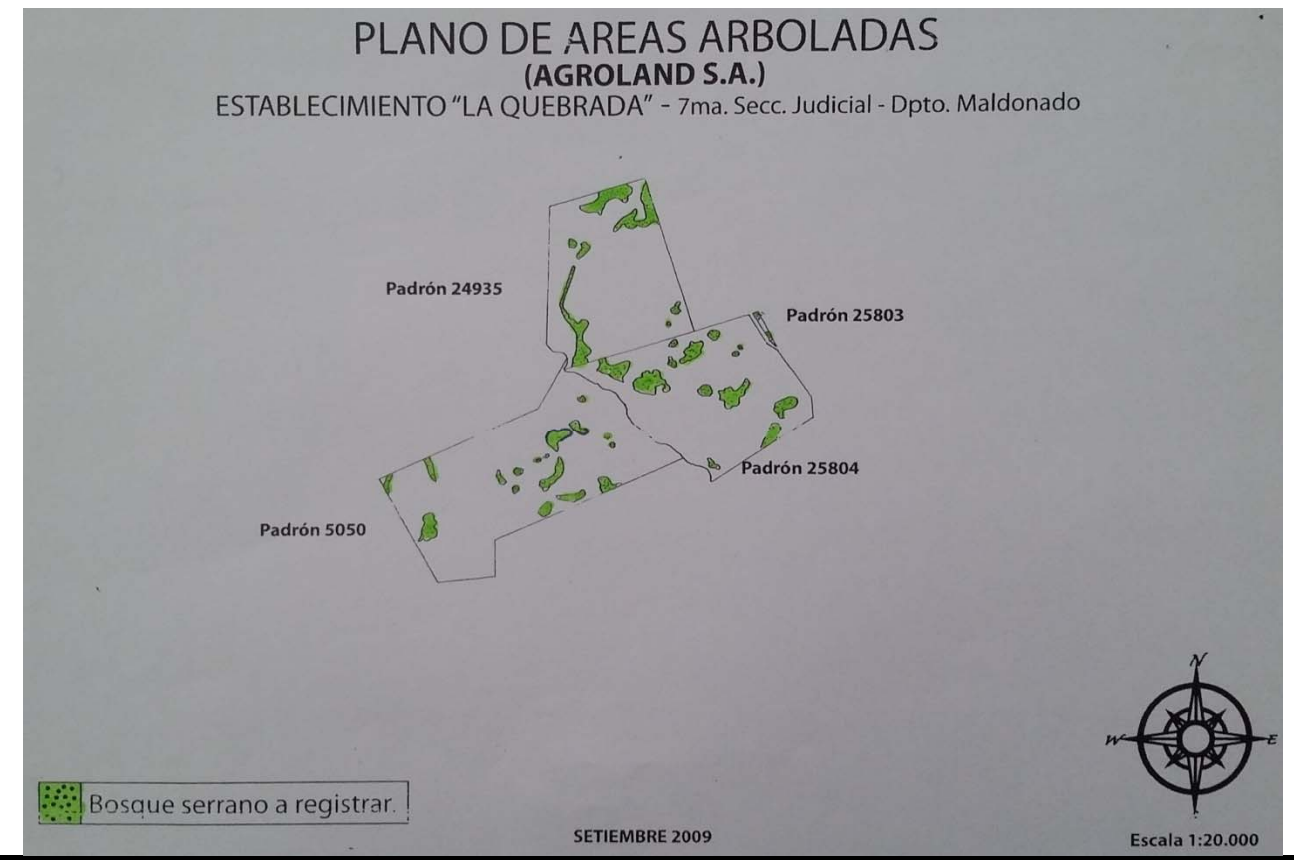 PLANO DE AREAS ARBOLADAS
(AGROLAND S.A.)
ESTABLECIMIENTO "LA QUEBRADA" - 7ma. Secc. Judicial - Dpto. Maldonado
Padrón 24935
Padrón 25803
Padrón 25804
Padrón 5050
N
W
E
Bosque serrano a registrar.
SETIEMBRE 2009
Escala 1:20.000